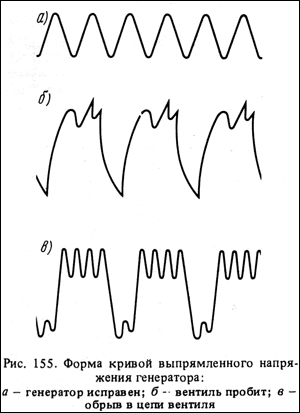 а)
б)
в)
Рис. 155. Форма кривой выпрямленного напря-
жения генератора:
а – генератор исправен; б -· вентиль пробит; в –
обрыв в цепи вентиля